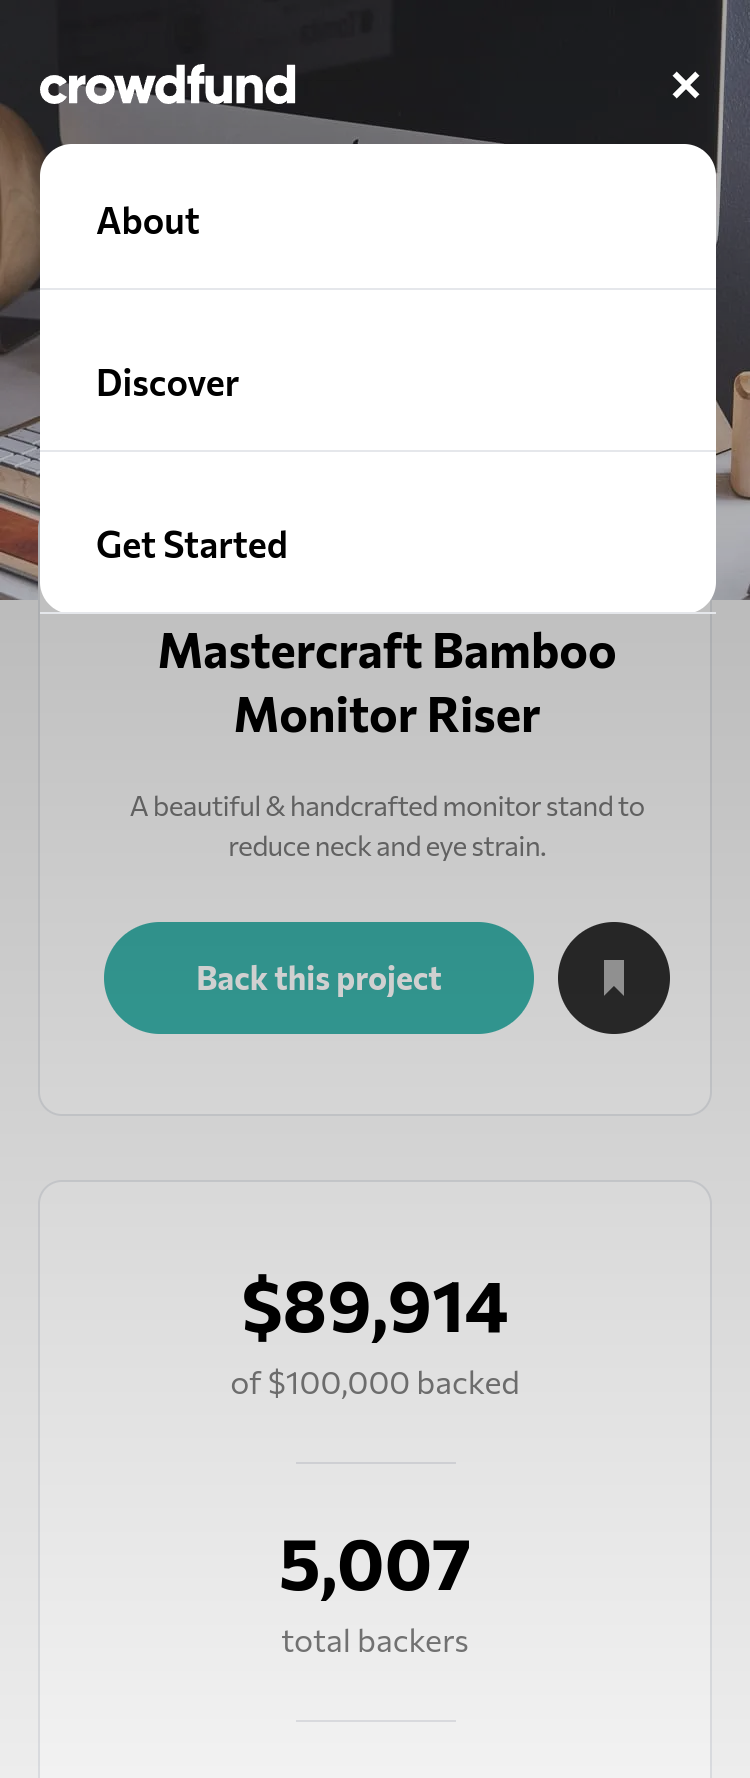 crowdfund
About
Discover
Get Started
Mastercraft Bamboo
Monitor Riser
A beautiful & handcrafted monitor stand to
reduce neck and eye strain.
Back this project
$89,914
of $100,000 backed
5,007
total backers